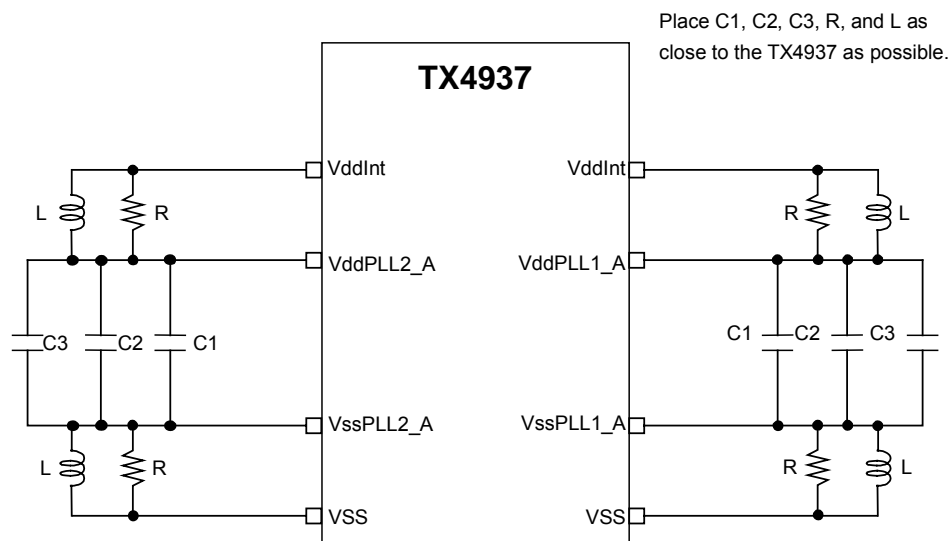 Place C1, C2, C3, R, and L as
close to the TX4937 as possible.
TX4937
VddInt
VddInt
L
R
R
L
VddPLL2_A
VddPLL1_A
C3
C2
C1
C1
C2
C3
VssPLL2_A
VssPLL1_A
L
R
R
L
VSS
VSS